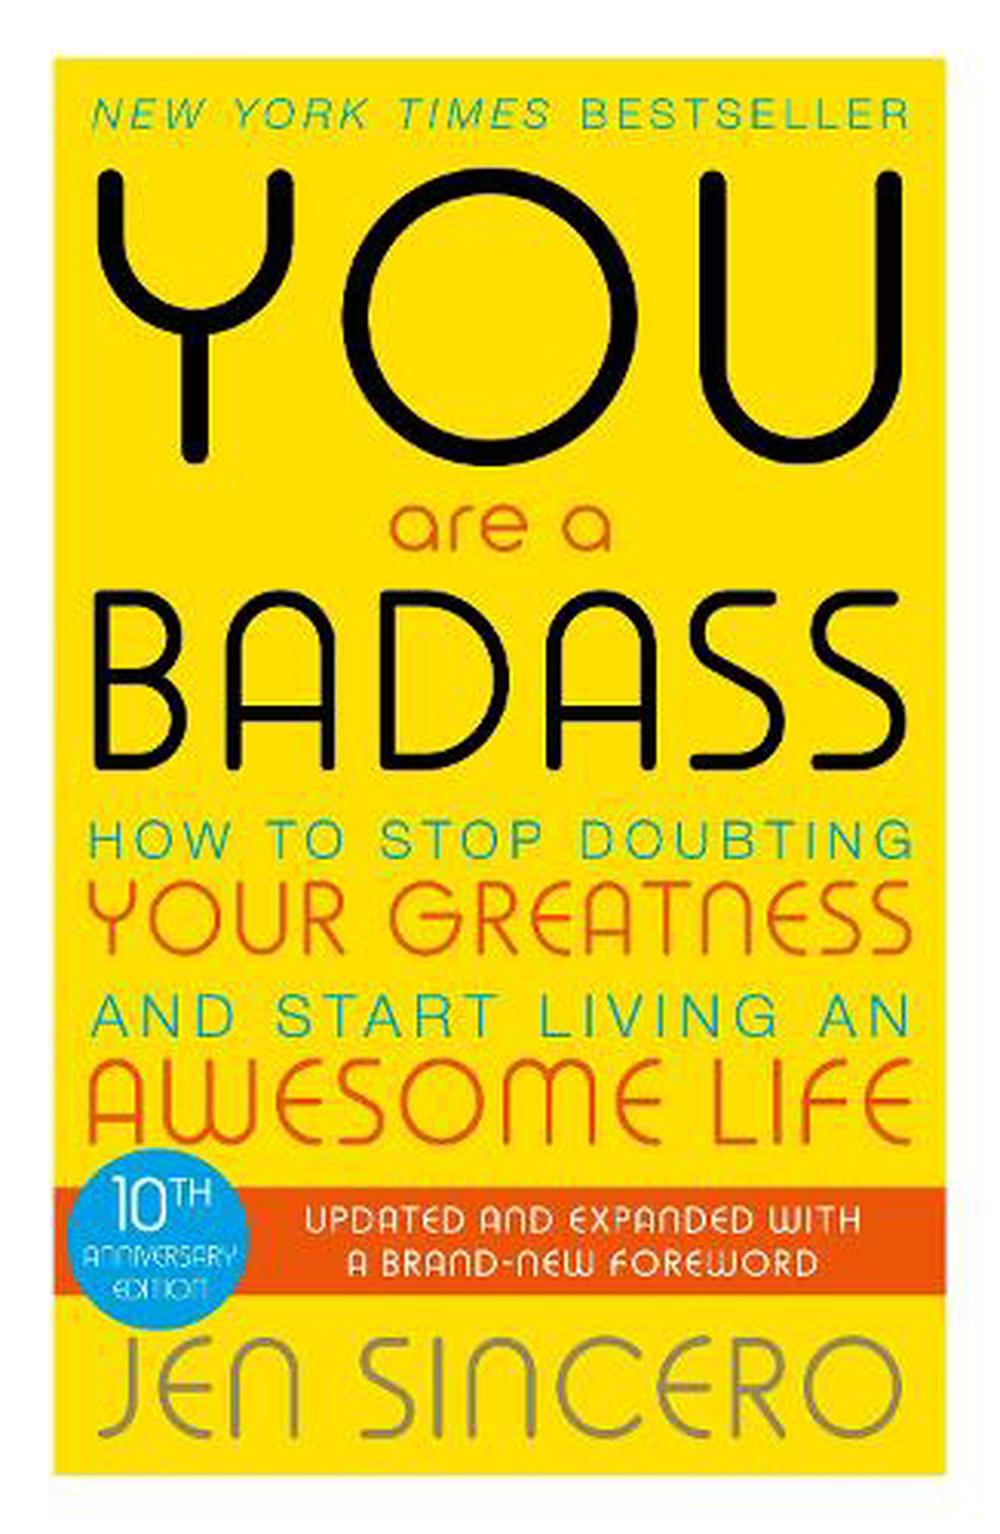 NEW YORK TIMES BESTSELLER
YOU
are a
BADASS
HOW TO STOP DOUBTING
YOUR GREATNESS
AND START LIVING AN
AWESOME LIFE
10TH
ANNIVERSARY
EDITION
UPDATED AND EXPANDED WITH
A BRAND-NEW FOREWORD
JEN SINCERO